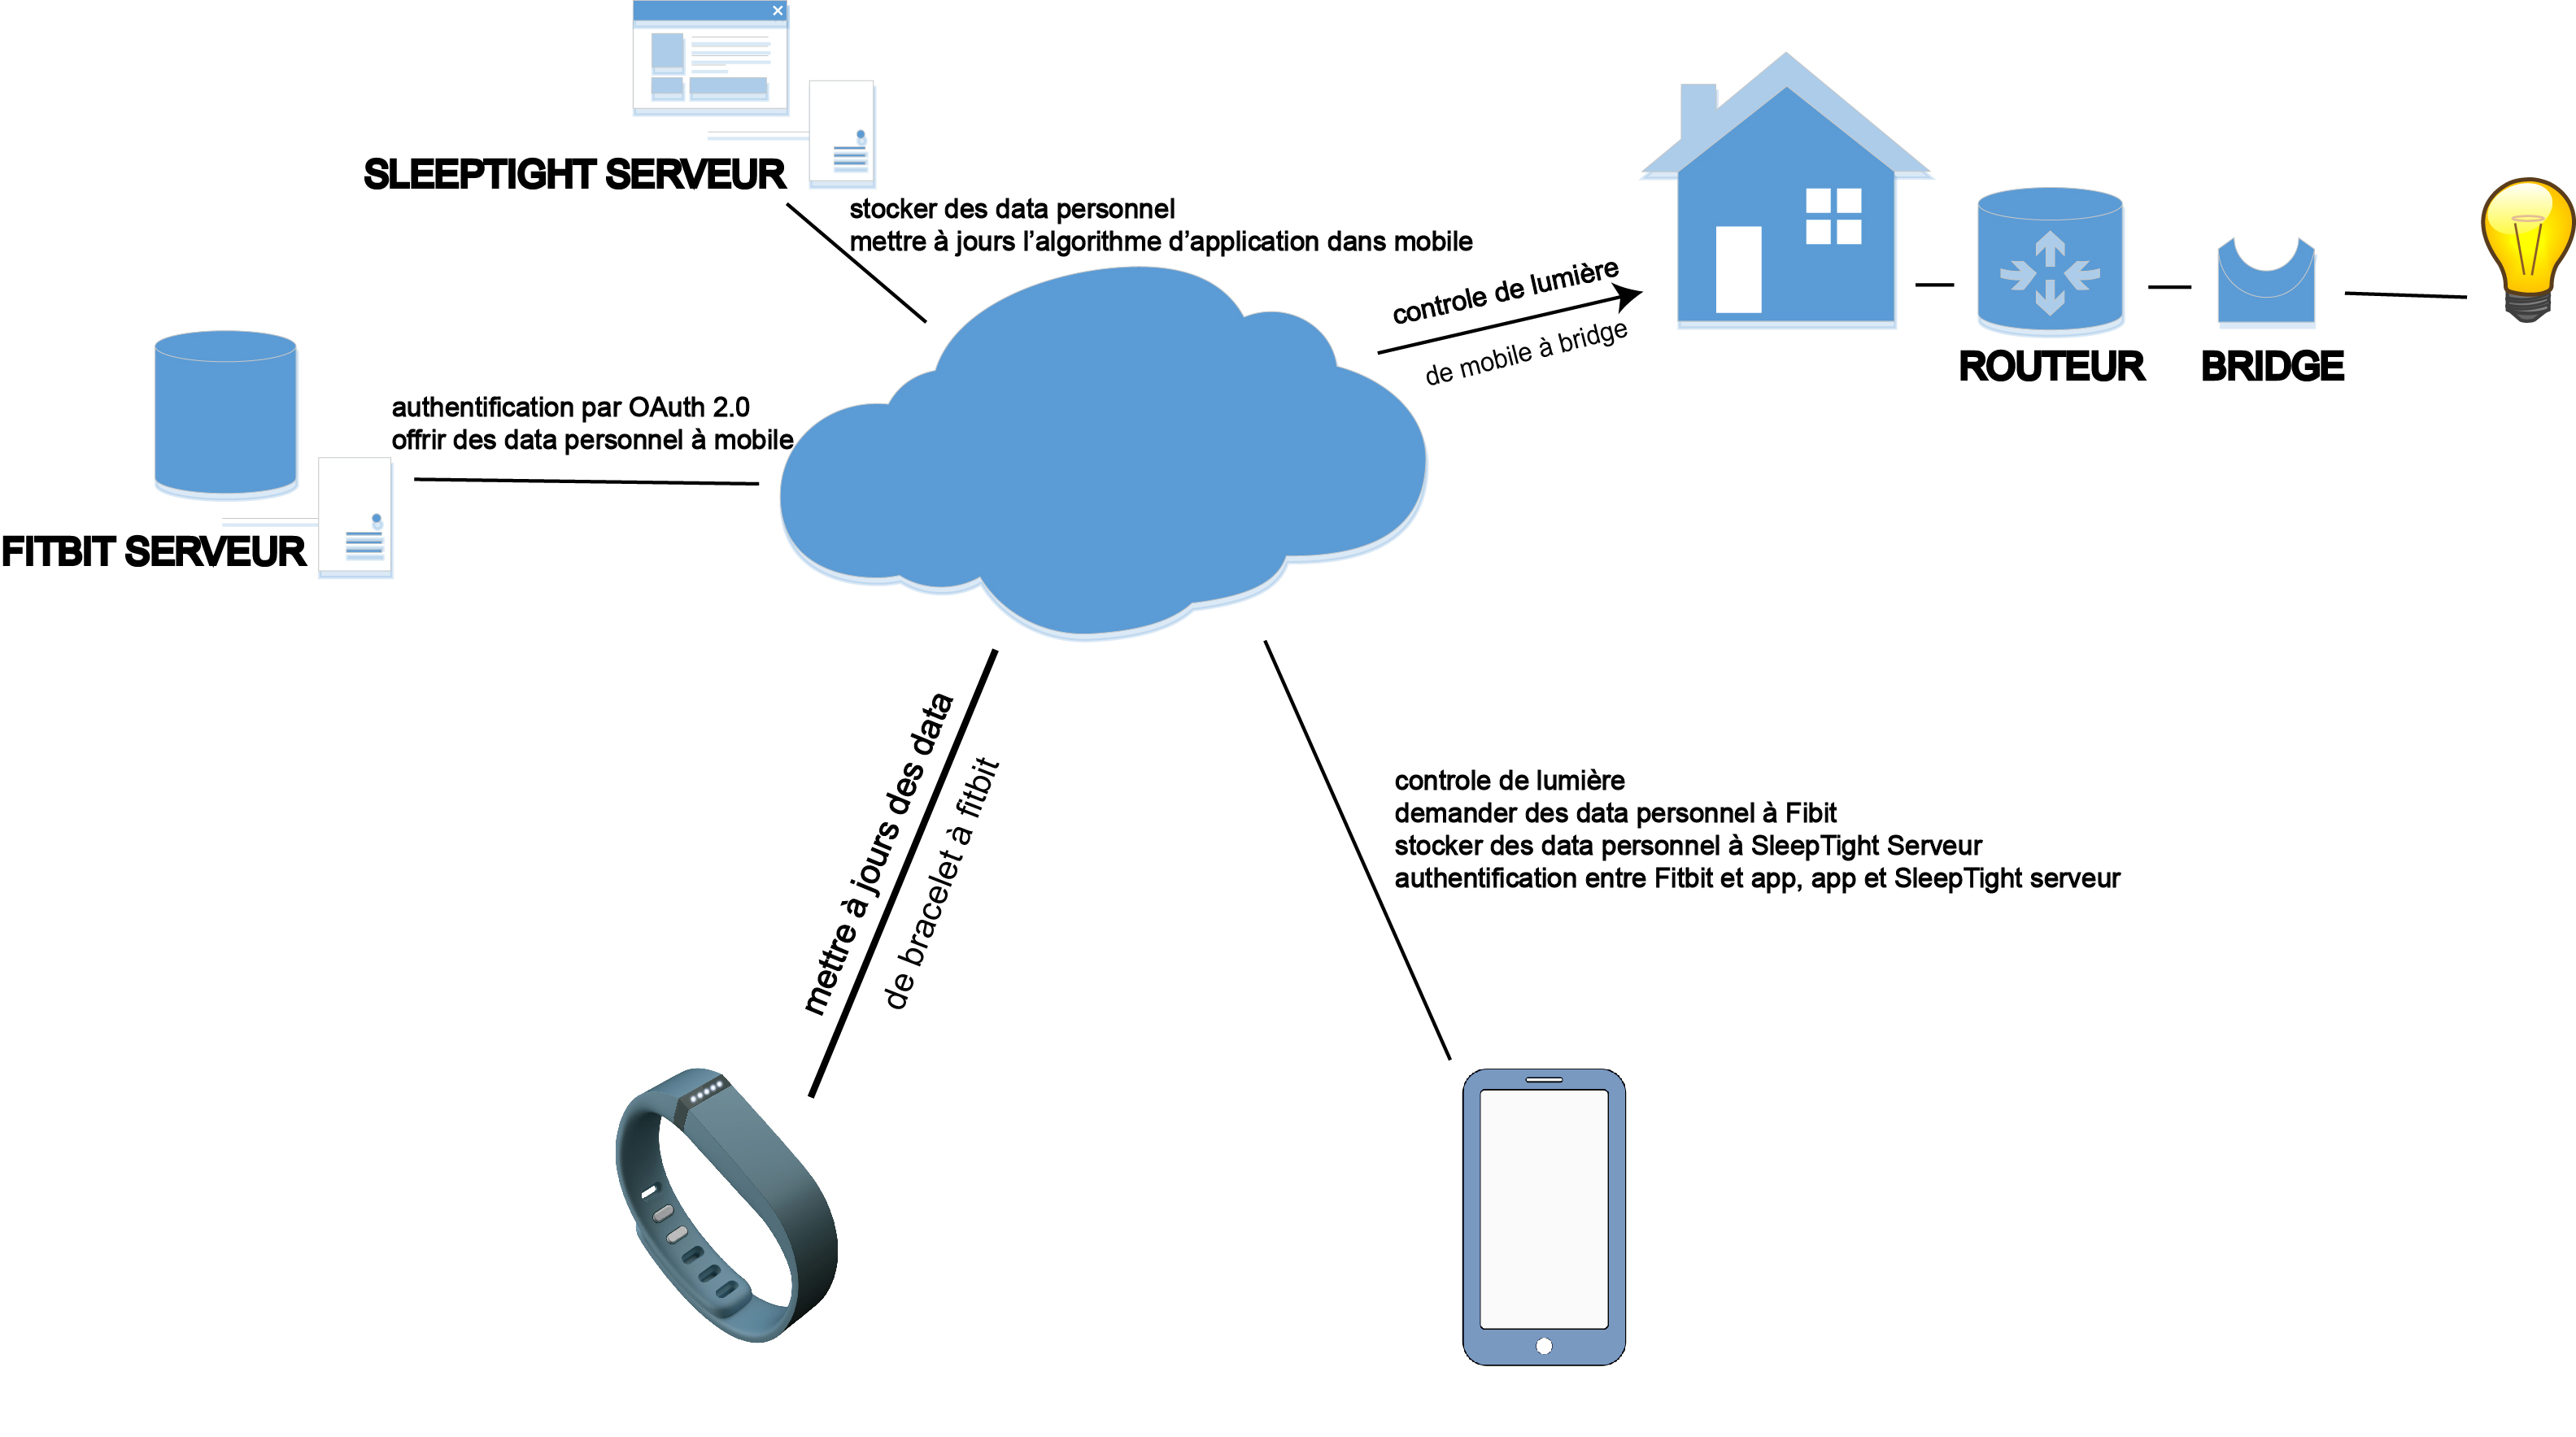 SLEEPTIGHT SERVEUR
stocker des data personnel
mettre à jours l'algorithme d'application dans mobile
controle de lumière
de mobile à bridge
ROUTEUR
BRIDGE
authentification par OAuth 2.0
offrir des data personnel à mobile
FITBIT SERVEUR
mettre à jours des data
de bracelet à fitbit
controle de lumière
demander des data personnel à Fibit
stocker des data personnel à SleepTight Serveur
authentification entre Fitbit et app, app et SleepTight serveur